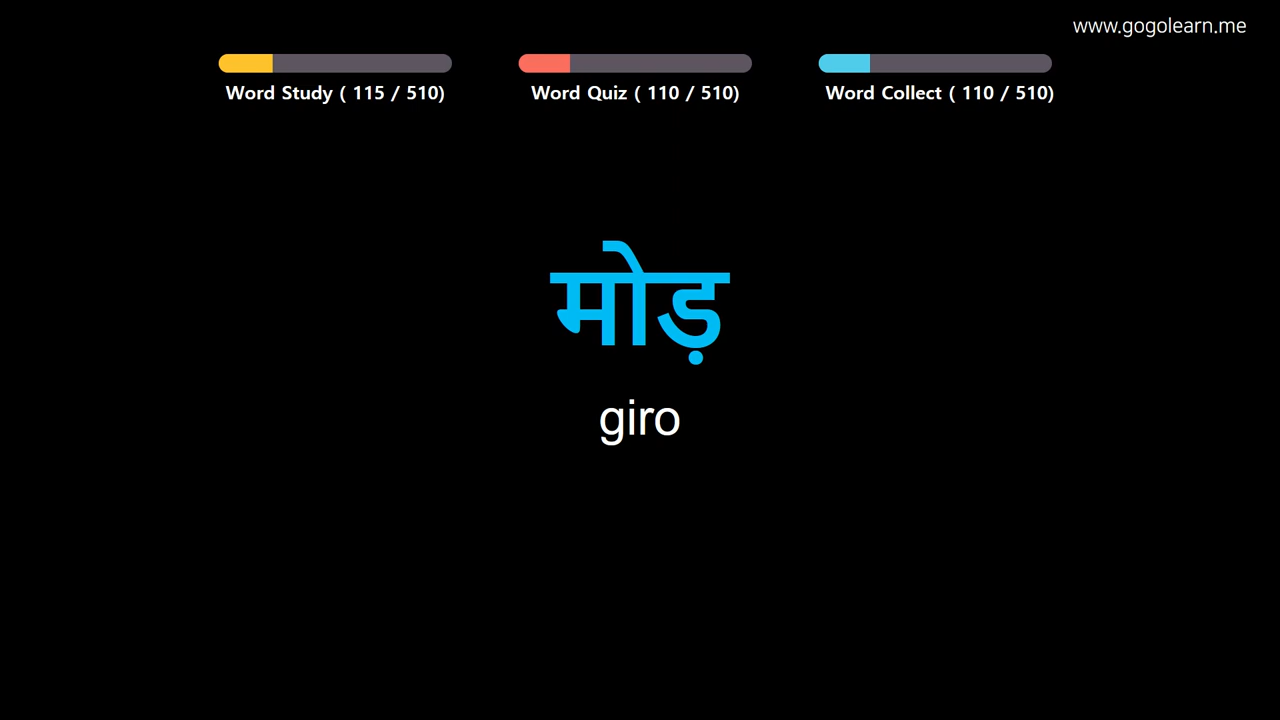 www.gogolearn.me
Word Study ( 115 / 510)
Word Quiz ( 110 / 510)
Word Collect ( 110 / 510)
मोड़
giro